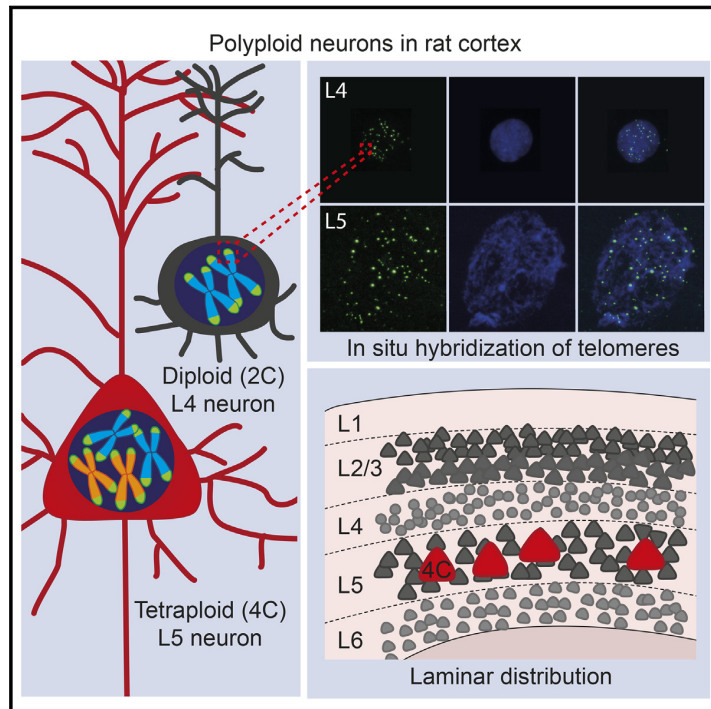 Polyploid neurons in rat cortex
Diploid (2C)
L4 neuron
Tetraploid (4C)
L5 neuron
L4
L5
In situ hybridization of telomeres
L1
L2/3
L4
L5
4C
L6
Laminar distribution